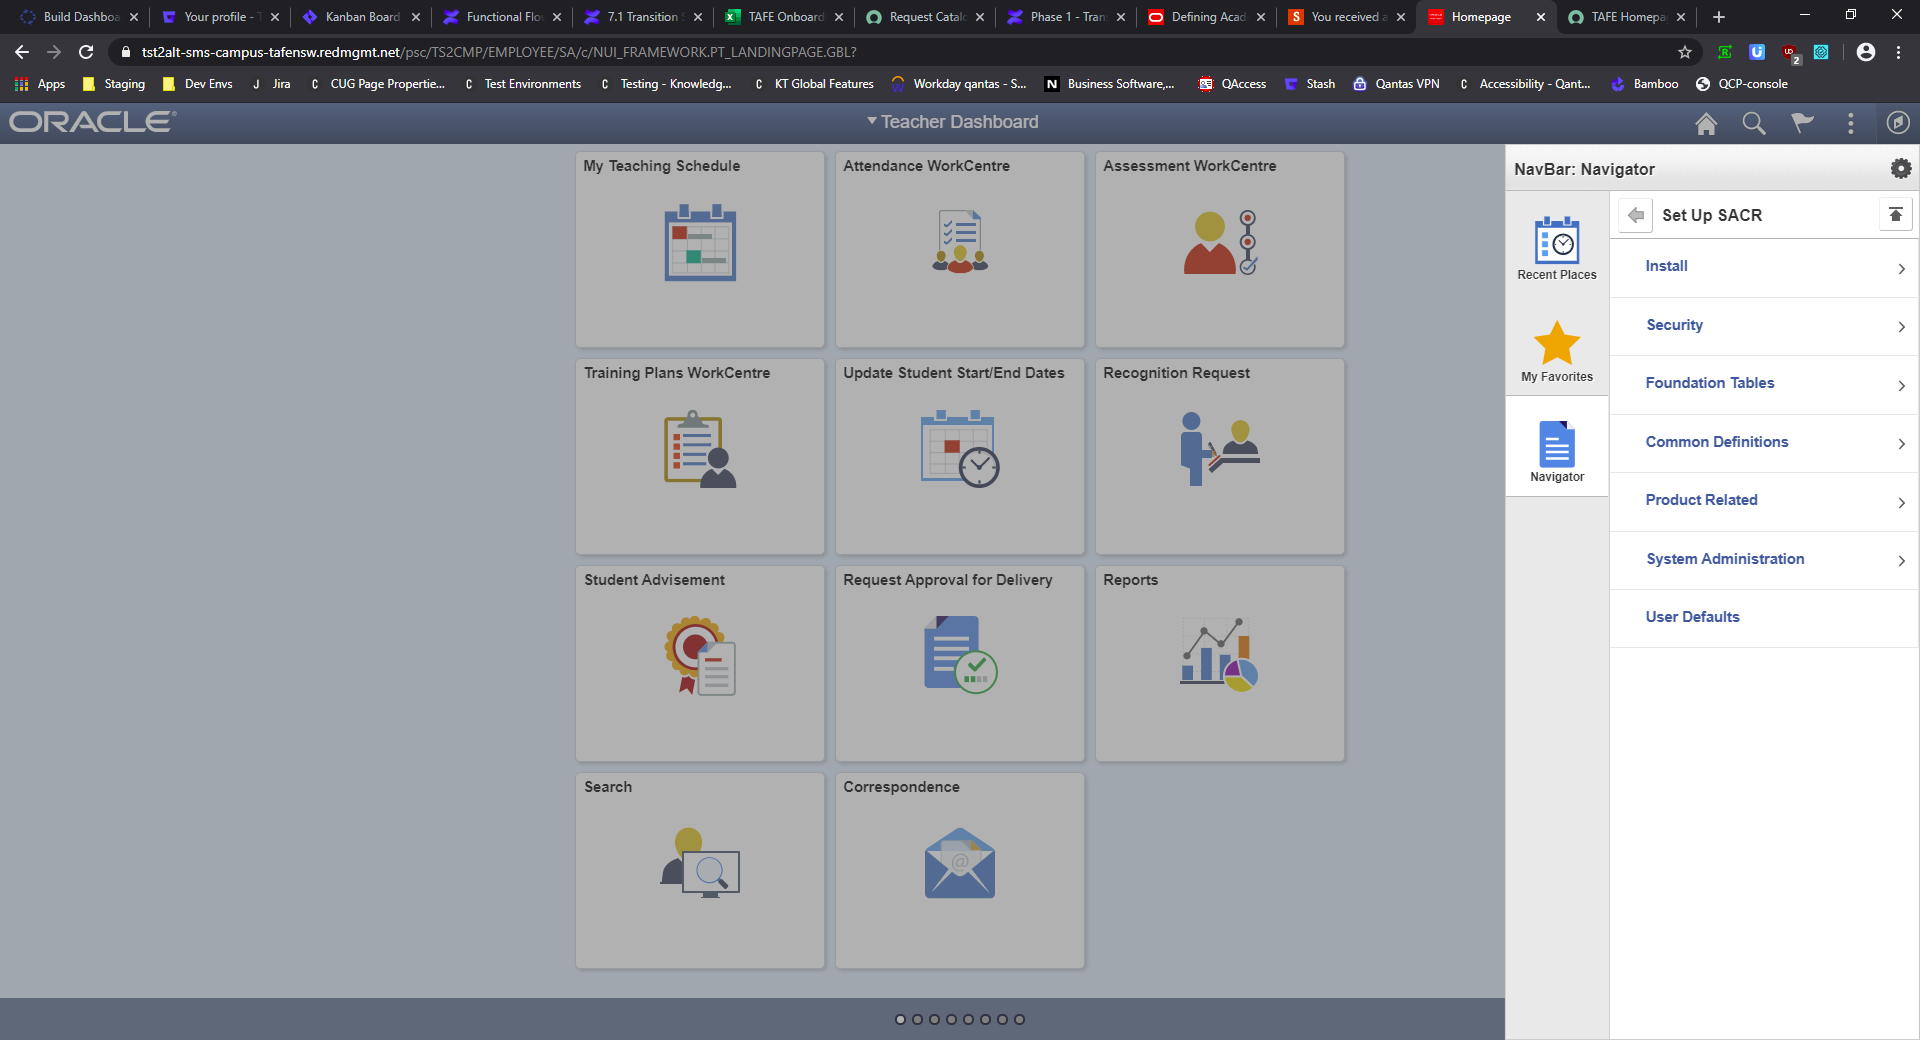 Build Dashboa
Your profile - T
Kanban Board
Functional Flo
7.1 Transition S
TAFE Onboard
Request Catalo
Phase 1 - Tran
Defining Acad
You received a
Homepage
TAFE Homepa
tst2alt-sms-campus-tafensw.redmgmt.net/psc/TS2CMP/EMPLOYEE/SA/c/NUI_FRAMEWORK.PT_LANDINGPAGE.GBL?
2
Apps
Staging
Dev Envs
J Jira
C CUG Page Propertie...
C Test Environments
C Testing - Knowledg...
C KT Global Features
Workday qantas - S...
N Business Software,...
QAccess
Stash
Qantas VPN
C Accessibility - Qant...
Bamboo
QCP-console
ORACLE
Teacher Dashboard
My Teaching Schedule
Attendance WorkCentre
Assessment WorkCentre
Training Plans WorkCentre
Update Student Start/End Dates
Recognition Request
Student Advisement
Request Approval for Delivery
Reports
Search
Correspondence
@
NavBar: Navigator
Recent Places
My Favorites
Navigator
Set Up SACR
Install
Security
Foundation Tables
Common Definitions
Product Related
System Administration
User Defaults